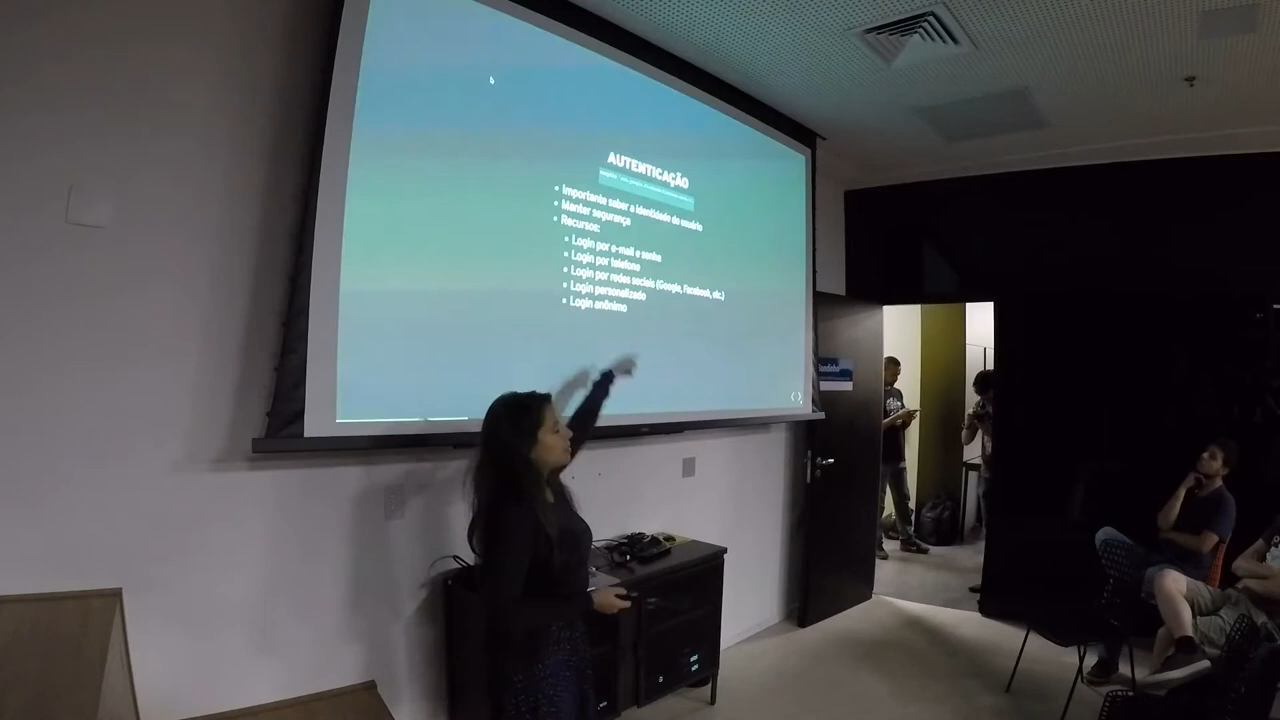 AUTENTICAÇÃO
Importante saber a identidade do usuário
Manter segurança
Recursos:
Login por e-mail e senha
Login por telefone
Login por redes sociais (Google, Facebook, etc.)
Login personalizado
Login anônimo